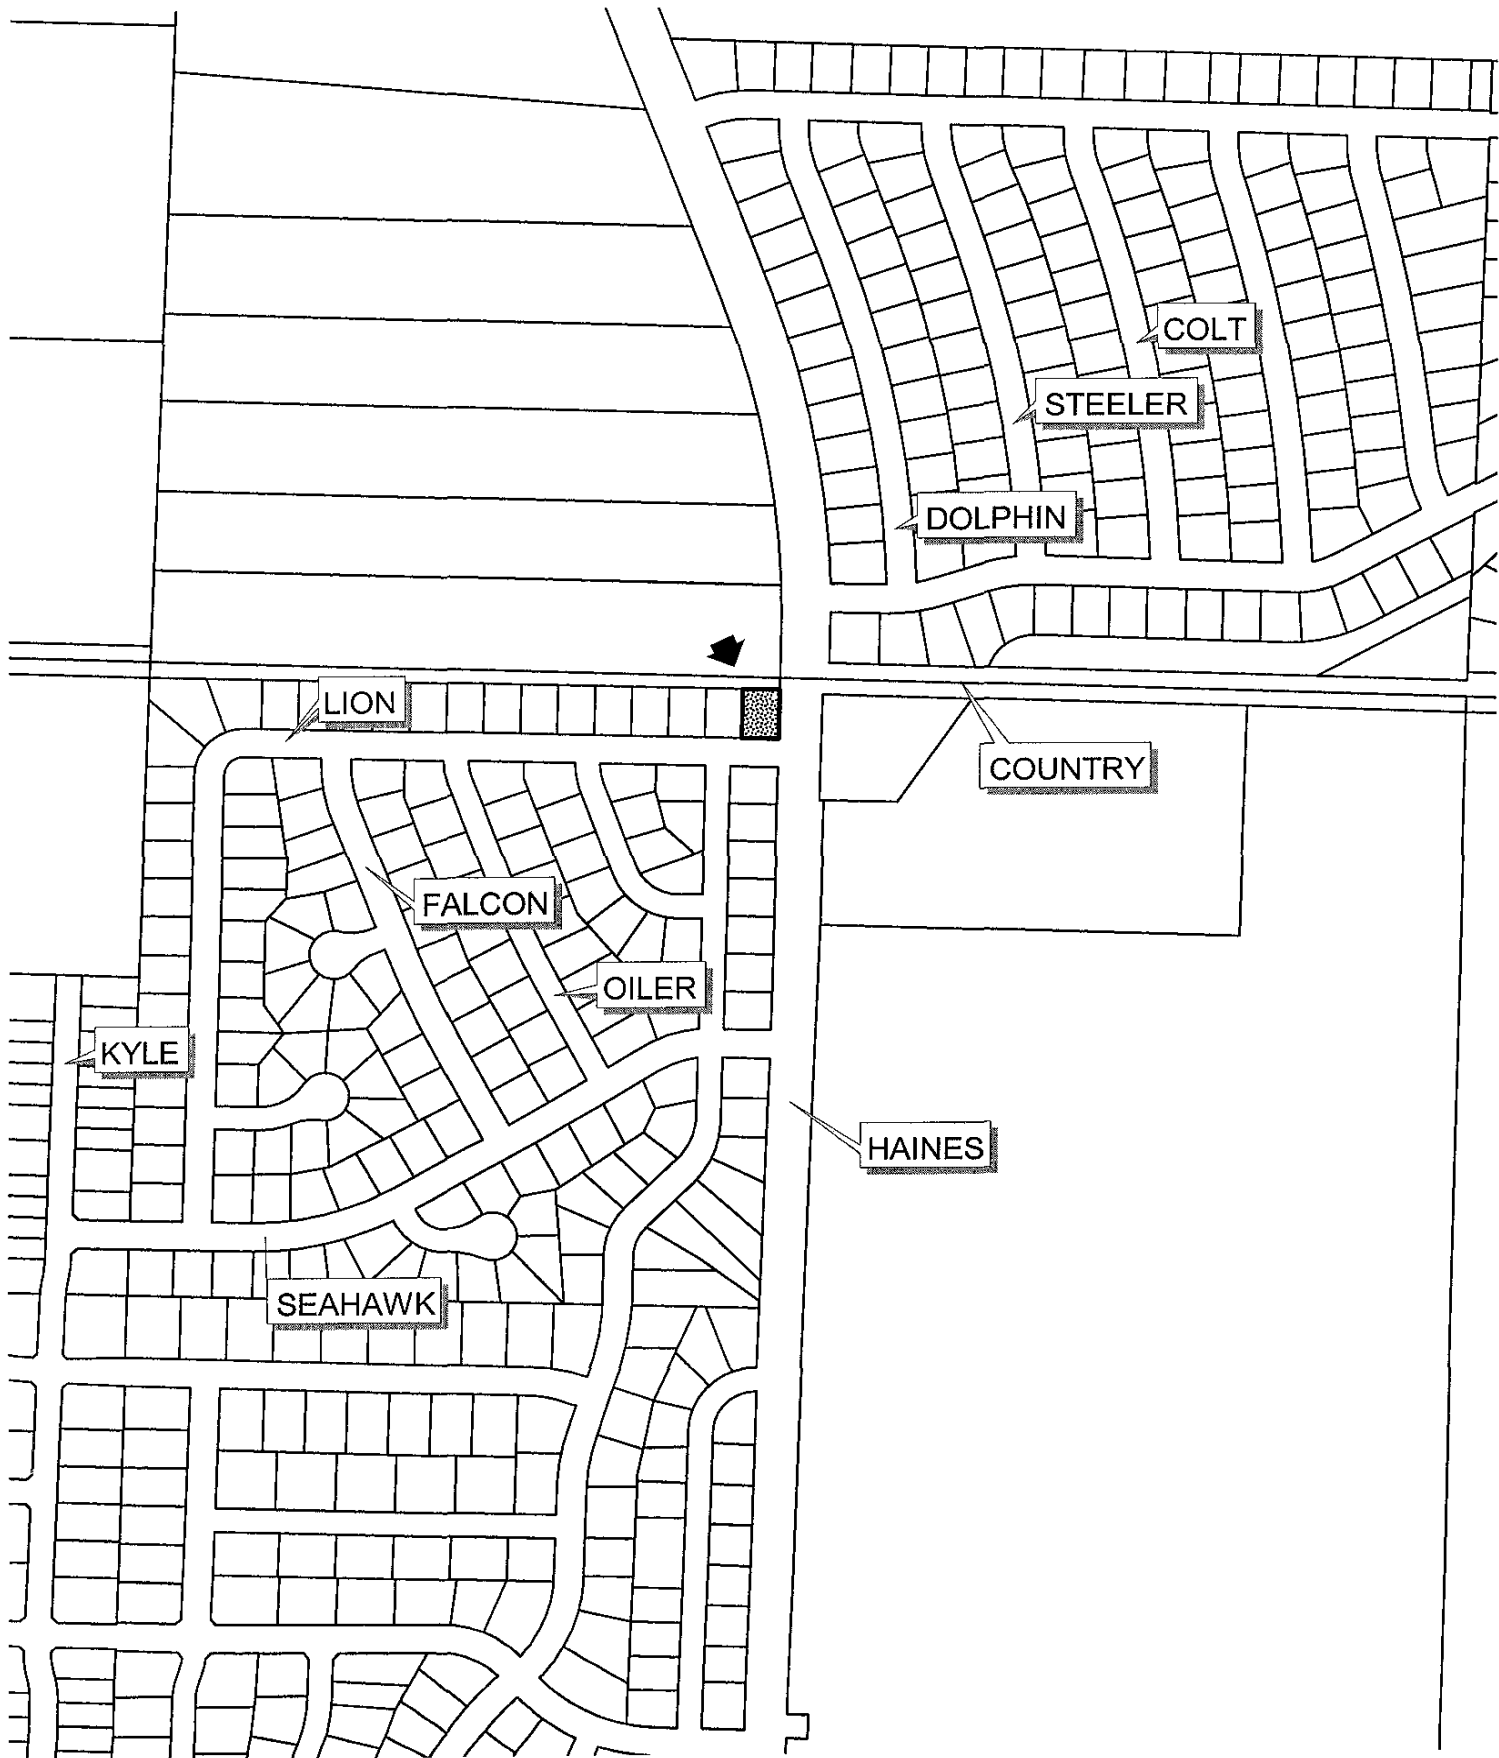 COLT
STEELER
DOLPHIN
LION
COUNTRY
FALCON
OILER
KYLE
HAINES
SEAHAWK